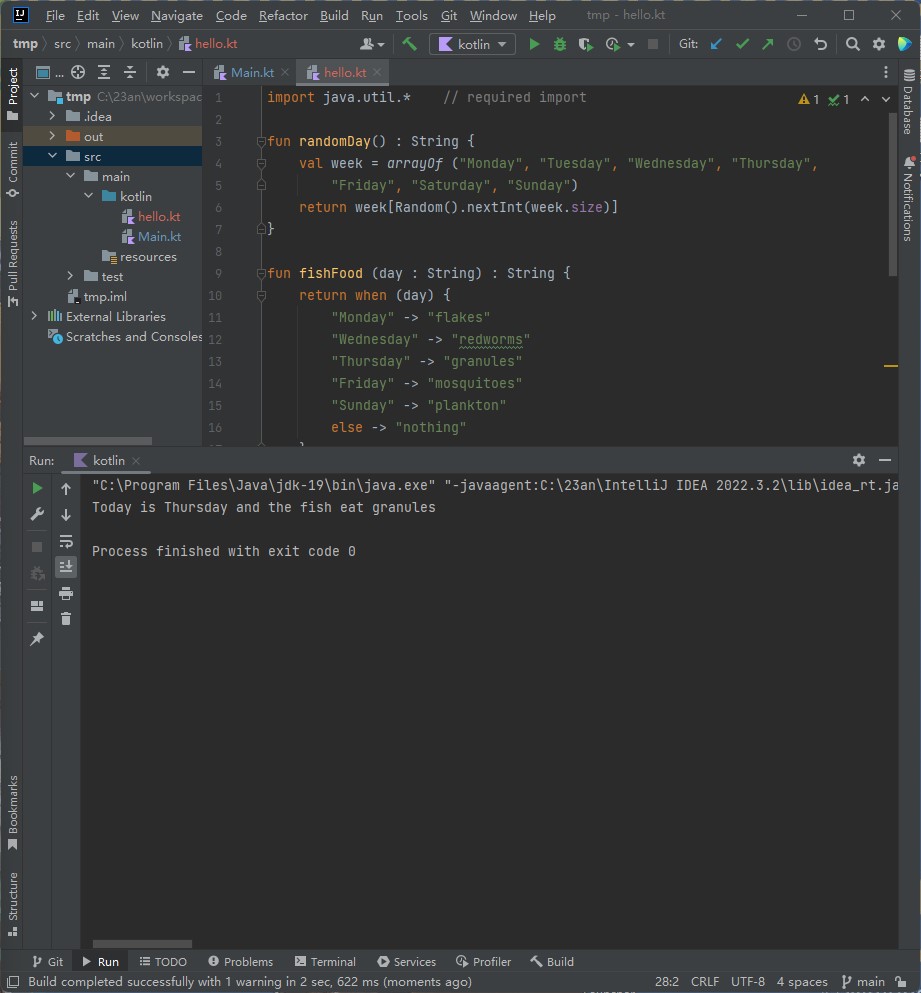 File Edit View Navigate Code Refactor Build Run Tools Git Window Help tmp - hello.kt
tmp src main kotlin hello.kt kotlin Git:
Project ... Main.kt hello.kt
tmp C:\23an\workspac
.idea
out
src
main
kotlin
hello.kt
Main.kt
resources
test
tmp.iml
External Libraries
Scratches and Consoles
Commit
Pull Requests
1 import java.util.* // required import
2
3 fun randomDay() : String {
4 val week = arrayOf ("Monday", "Tuesday", "Wednesday", "Thursday",
5 "Friday", "Saturday", "Sunday")
6 return week[Random().nextInt(week.size)]
7 }
8
9 fun fishFood (day : String) : String {
10 return when (day) {
11 "Monday" -> "flakes"
12 "Wednesday" -> "redworms"
13 "Thursday" -> "granules"
14 "Friday" -> "mosquitoes"
15 "Sunday" -> "plankton"
16 else -> "nothing"
1 1
Database
Notifications
Run: kotlin
"C:\Program Files\Java\jdk-19\bin\java.exe" "-javaagent:C:\23an\IntelliJ IDEA 2022.3.2\lib\idea_rt.ja
Today is Thursday and the fish eat granules
Process finished with exit code 0
Bookmarks
Structure
Git Run TODO Problems Terminal Services Profiler Build
Build completed successfully with 1 warning in 2 sec, 622 ms (moments ago) 28:2 CRLF UTF-8 4 spaces main